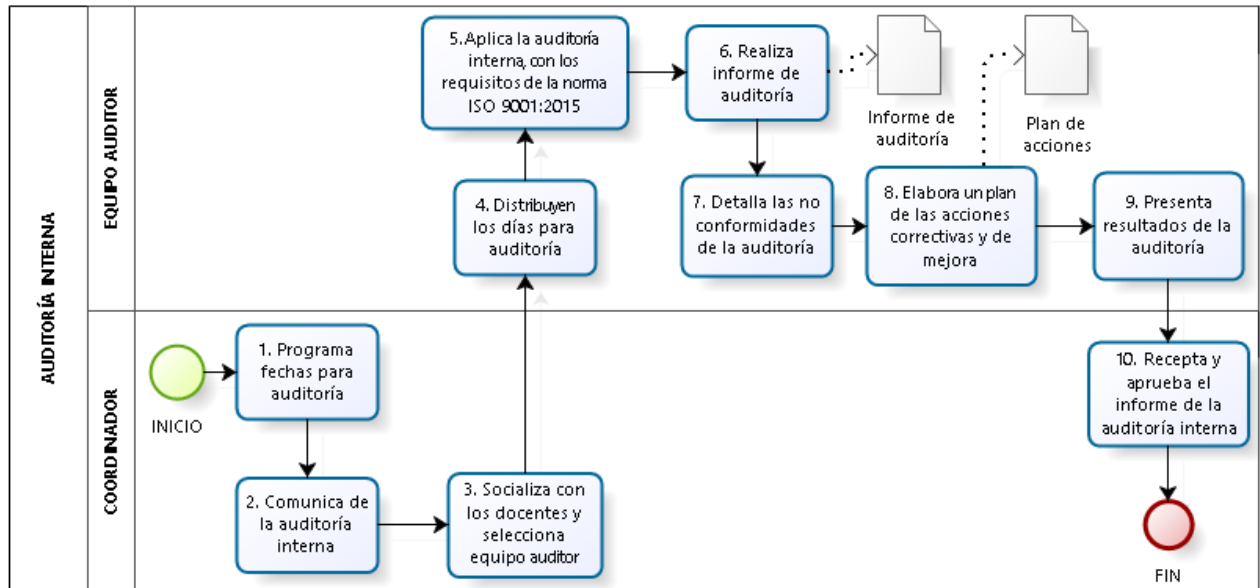 AUDITORÍA INTERNA
EQUIPO AUDITOR
5.Aplica la auditoría
interna, con los
requisitos de la norma
ISO 9001:2015
6. Realiza
informe de
auditoría
Informe de
auditoría
Plan de
acciones
4. Distribuyen
los días para
auditoría
7. Detalla las no
conformidades
de la auditoría
8. Elabora un plan
de las acciones
correctivas y de
mejora
9. Presenta
resultados de la
auditoría
COORDINADOR
INICIO
1. Programa
fechas para
auditoría
2. Comunica de
la auditoría
interna
3. Socializa con
los docentes y
selecciona
equipo auditor
10. Recepta y
aprueba el
informe de la
auditoría interna
FIN